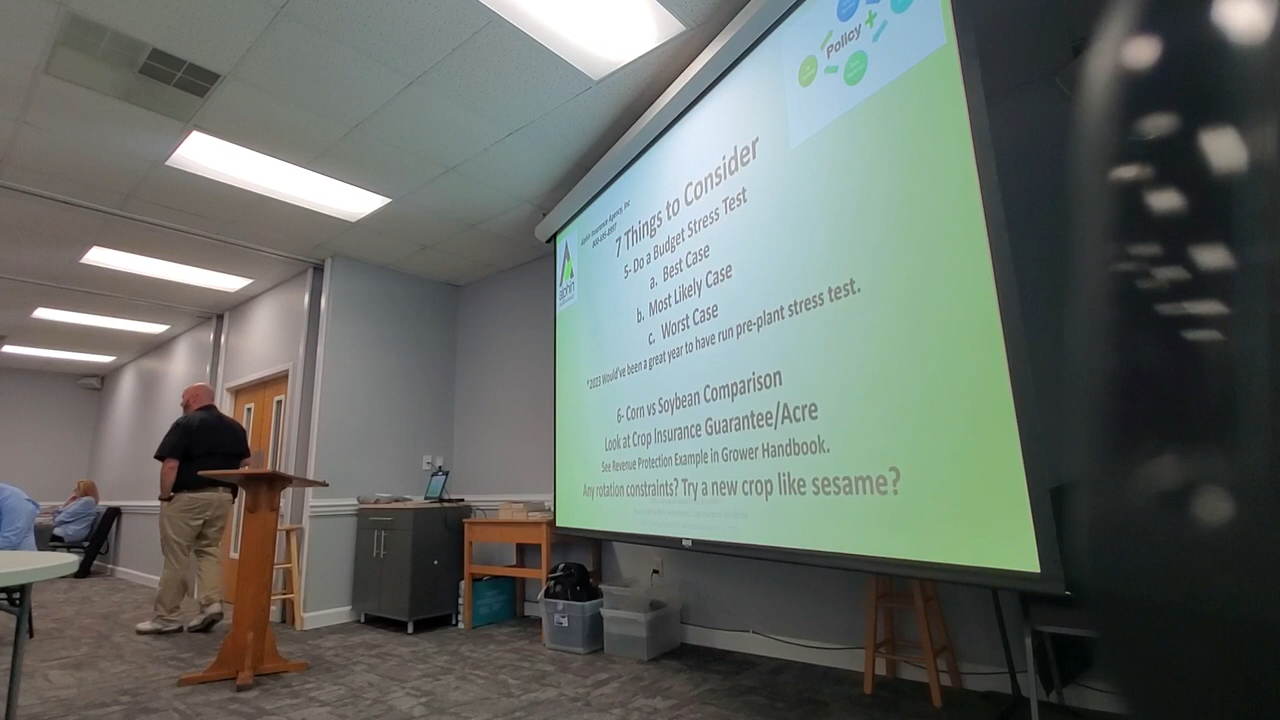 Policy
Alphin Insurance Agency, Inc
7 Things to Consider
5- Do a Budget Stress Test
a. Best Case
b. Most Likely Case
c. Worst Case
*2023 Would've been a great year to have run pre-plant stress test.
6- Corn vs Soybean Comparison
Look at Crop Insurance Guarantee/Acre
See Revenue Protection Example in Grower Handbook.
Any rotation constraints? Try a new crop like sesame?
alphin